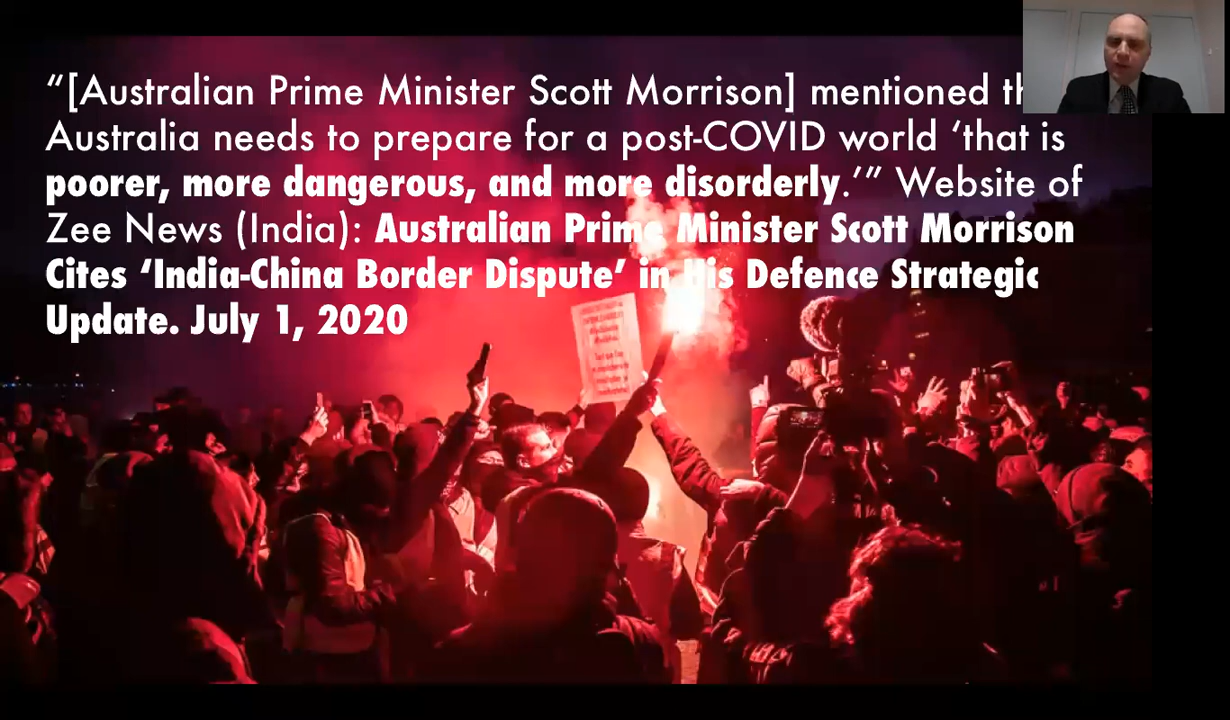 “[Australian Prime Minister Scott Morrison] mentioned
Australia needs to prepare for a post-COVID world ‘that is
poorer, more dangerous, and more disorderly.’” Website of
Zee News (India): Australian Prime Minister Scott Morrison
Cites ‘India-China Border Dispute’ in His Defence Strategic
Update. July 1, 2020